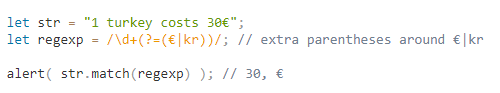 let str = "1 turkey costs 30€";
let regexp = /\d+(?=(€|kr))/; // extra parentheses around €|kr
alert( str.match(regexp) ); // 30, €